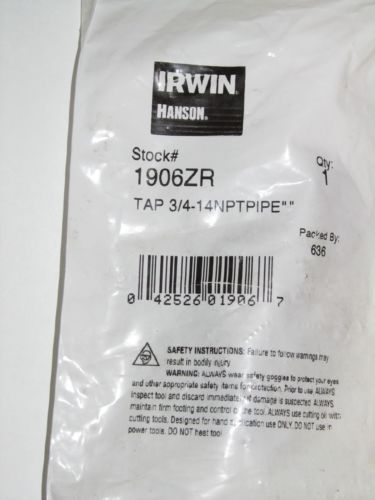 IRWIN
HANSON.
Stock#
1906ZR
Qty:
1
TAP 3/4-14NPTPIPE""
Packed By:
636
0 42526 01906 7
SAFETY INSTRUCTIONS: Failure to follow warnings may
result in bodily injury
WARNING: ALWAYS wear safety goggles to protect your eyes
and other appropriate safety items for protection. Prior to use ALWAYS
inspect tool and discard immediately damage is suspected. ALWAYS
maintain firm footing and control of the tool. ALWAYS use cutting oil with
cutting tools. Designed for hand application use ONLY. DO NOT use in
power tools. DO NOT heat tool